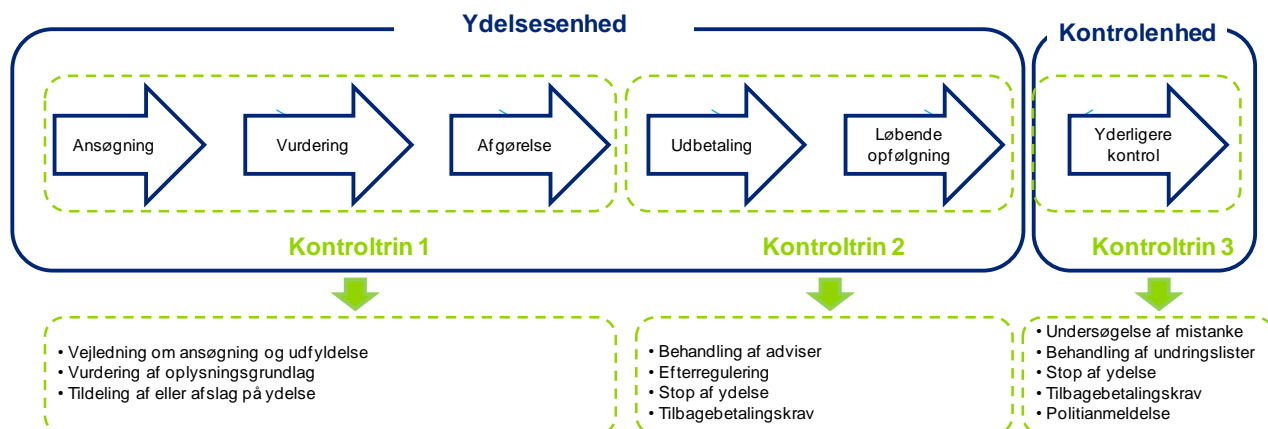 Ydelsesenhed
Kontrolenhed
Ansøgning
Vurdering
Afgørelse
Udbetaling
Løbende
opfølgning
Yderligere
kontrol
Kontroltrin 1
Kontroltrin 2
Kontroltrin 3
• Vejledning om ansøgning og udfyldelse
• Vurdering af oplysningsgrundlag
• Tildeling af eller afslag på ydelse
• Behandling af adviser
• Efterregulering
• Stop af ydelse
• Tilbagebetalingskrav
• Undersøgelse af mistanke
• Behandling af undringslister
• Stop af ydelse
• Tilbagebetalingskrav
• Politianmeldelse